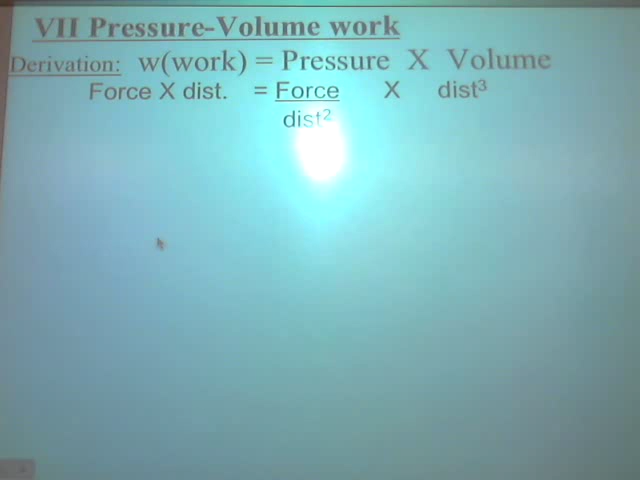 VII Pressure-Volume work
Derivation: w(work) = Pressure X Volume
Force X dist. = Force X dist³
dist²